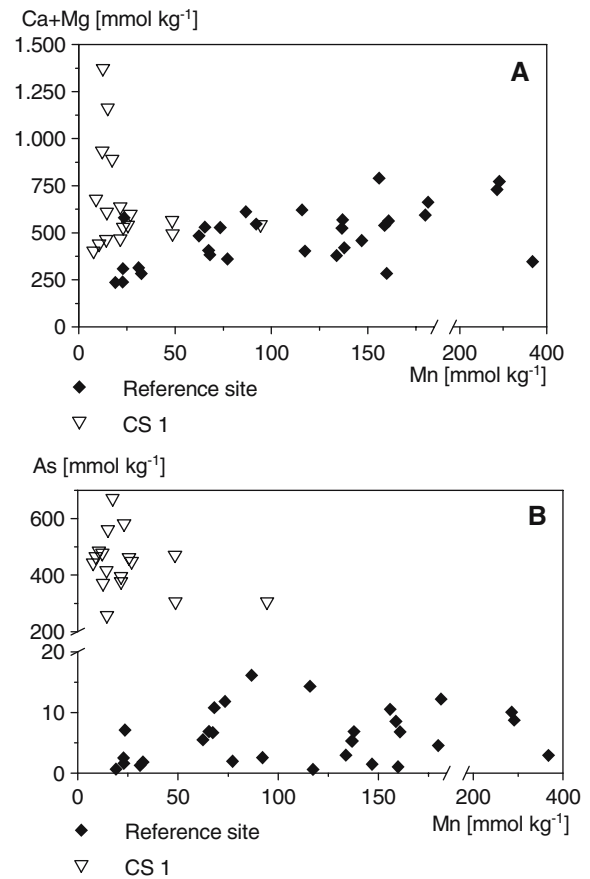 Ca+Mg [mmol kg⁻¹]
1.500
A
1.250
1.000
750
500
250
0
0 50 100 150 200 400
Mn [mmol kg⁻¹]
Reference site
CS 1
As [mmol kg⁻¹]
B
600
400
200
20
10
0
0 50 100 150 200 400
Mn [mmol kg⁻¹]
Reference site
CS 1